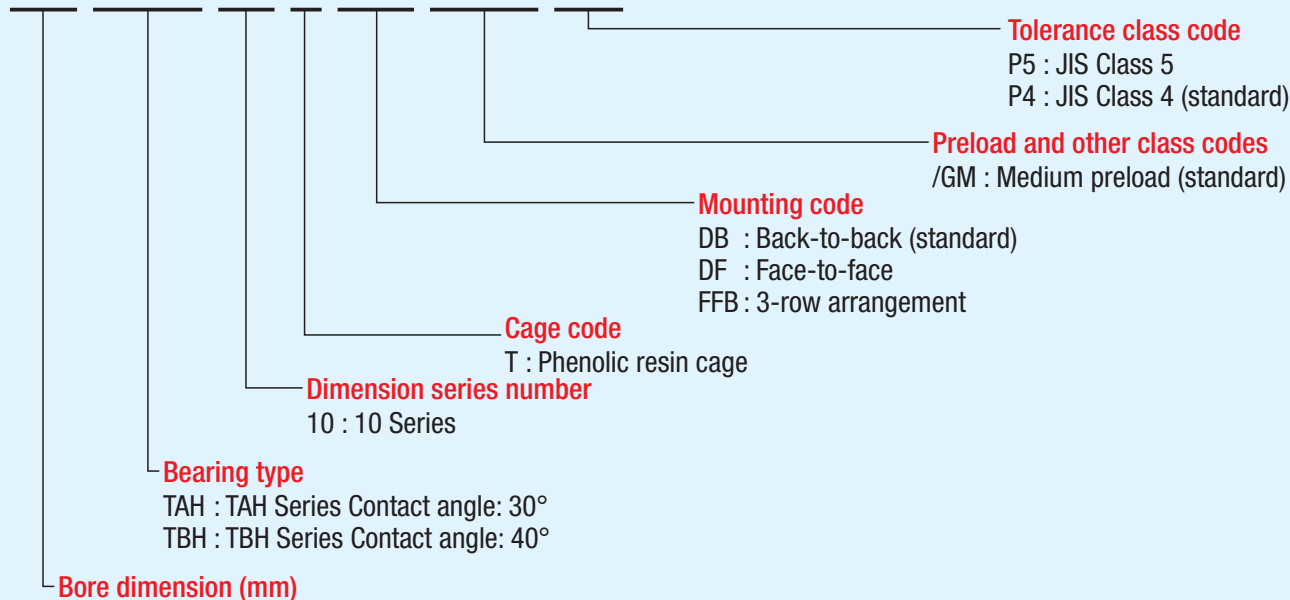 Tolerance class code
P5 : JIS Class 5
P4 : JIS Class 4 (standard)
Preload and other class codes
/GM : Medium preload (standard)
Mounting code
DB : Back-to-back (standard)
DF : Face-to-face
FFB : 3-row arrangement
Cage code
T : Phenolic resin cage
Dimension series number
10 : 10 Series
Bearing type
TAH : TAH Series Contact angle: 30°
TBH : TBH Series Contact angle: 40°
Bore dimension (mm)